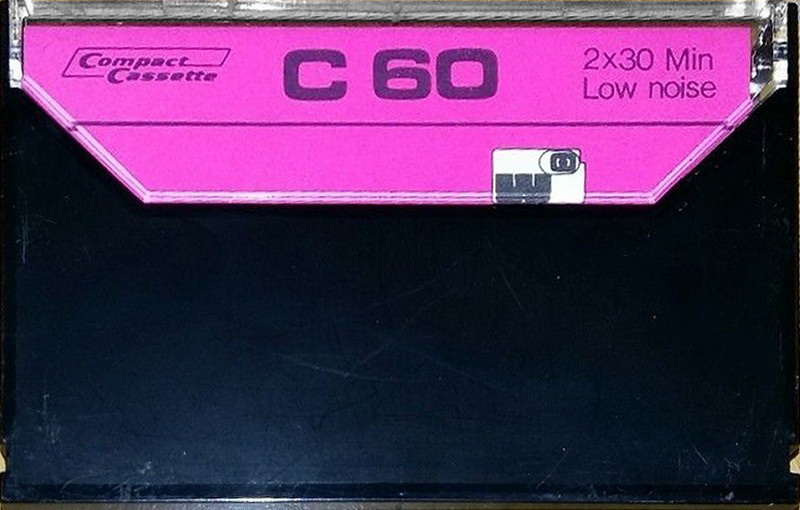 Compact
Cassette
C 60
2x30 Min
Low noise